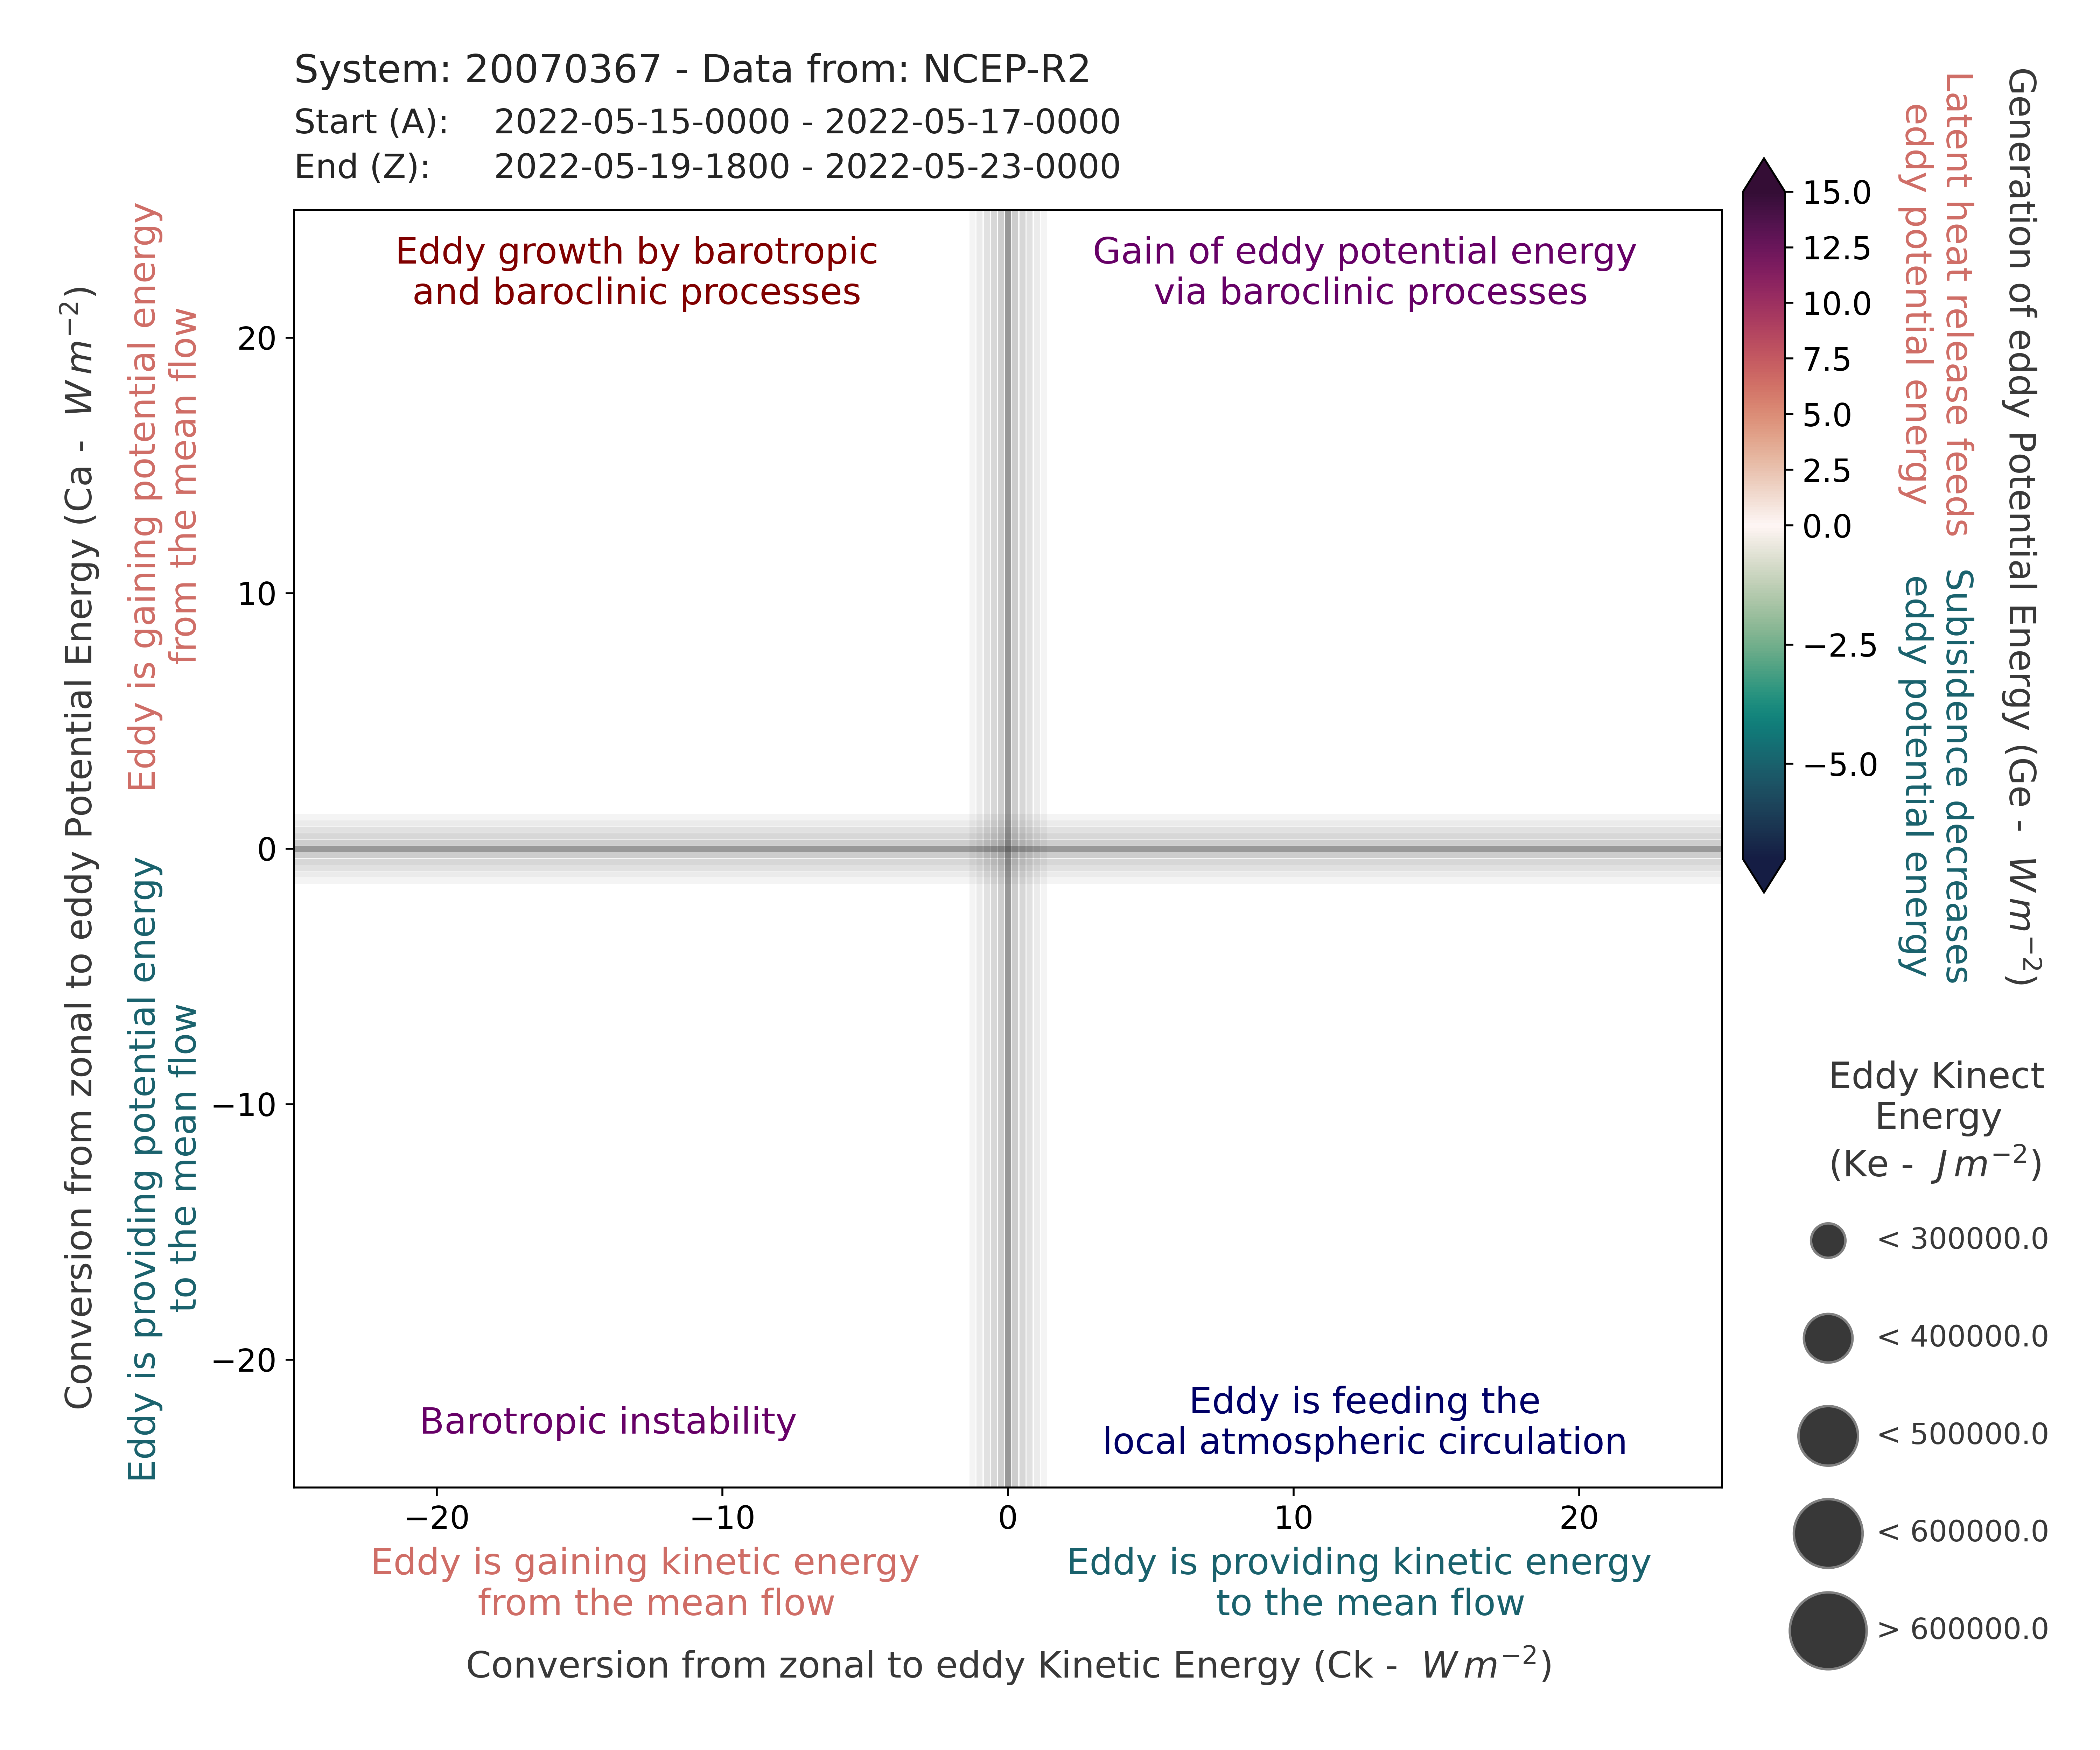 System: 20070367 - Data from: NCEP-R2
Start (A): 2022-05-15-0000 - 2022-05-17-0000
End (Z): 2022-05-19-1800 - 2022-05-23-0000
Conversion from zonal to eddy Potential Energy (Ca - W m⁻²)
Eddy is gaining potential energy
from the mean flow
Eddy is providing potential energy
to the mean flow
20
10
0
−10
−20
Eddy growth by barotropic
and baroclinic processes
Gain of eddy potential energy
via baroclinic processes
Barotropic instability
Eddy is feeding the
local atmospheric circulation
−20
−10
0
10
20
Eddy is gaining kinetic energy
from the mean flow
Eddy is providing kinetic energy
to the mean flow
Conversion from zonal to eddy Kinetic Energy (Ck - W m⁻²)
15.0
12.5
10.0
7.5
5.0
2.5
0.0
−2.5
−5.0
Latent heat release feeds
eddy potential energy
Subisidence decreases
eddy potential energy
Generation of eddy Potential Energy (Ge - W m⁻²)
Eddy Kinect
Energy
(Ke - J m⁻²)
< 300000.0
< 400000.0
< 500000.0
< 600000.0
> 600000.0